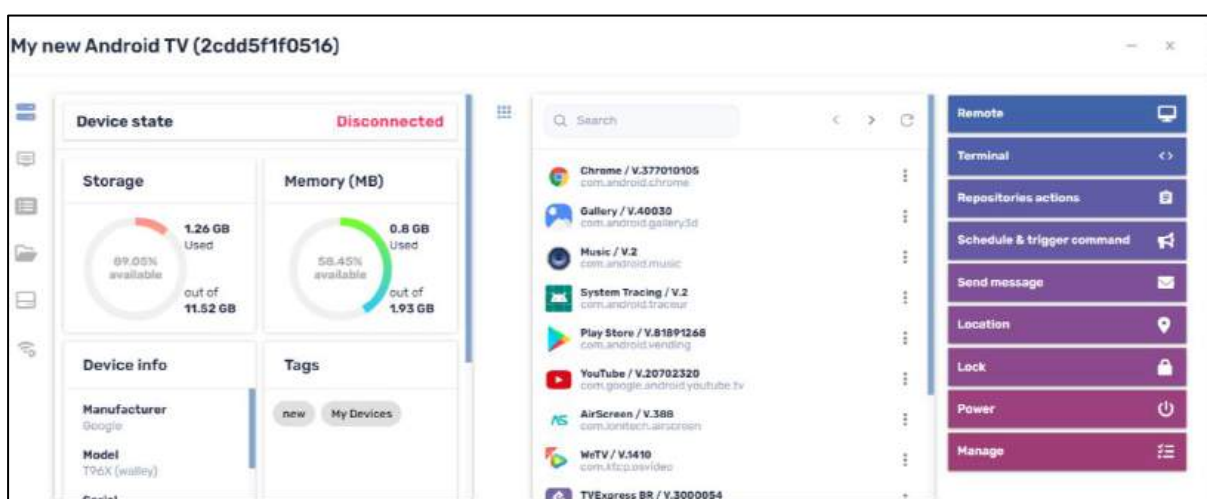 My new Android TV (2cdd5f1f0516)
Device state
Disconnected
Storage
89.05%
available
1.26 GB
Used
out of
11.52 GB
Memory (MB)
58.45%
available
0.8 GB
Used
out of
1.93 GB
Device info
Manufacturer
Google
Model
T96X (walley)
Serial
Tags
new
My Devices
Search
Chrome / V.377010105
com.android.chrome
Gallery / V.40030
com.android.gallery3d
Music / V.2
com.android.music
System Tracing / V.2
com.android.traceur
Play Store / V.81891268
com.android.vending
YouTube / V.20702320
com.google.android.youtube.tv
AirScreen / V.388
com.ionitech.airscreen
WeTV / V.1410
TVExpress BR / V.3000054
Remote
Terminal
Repositories actions
Schedule & trigger command
Send message
Location
Lock
Power
Manage